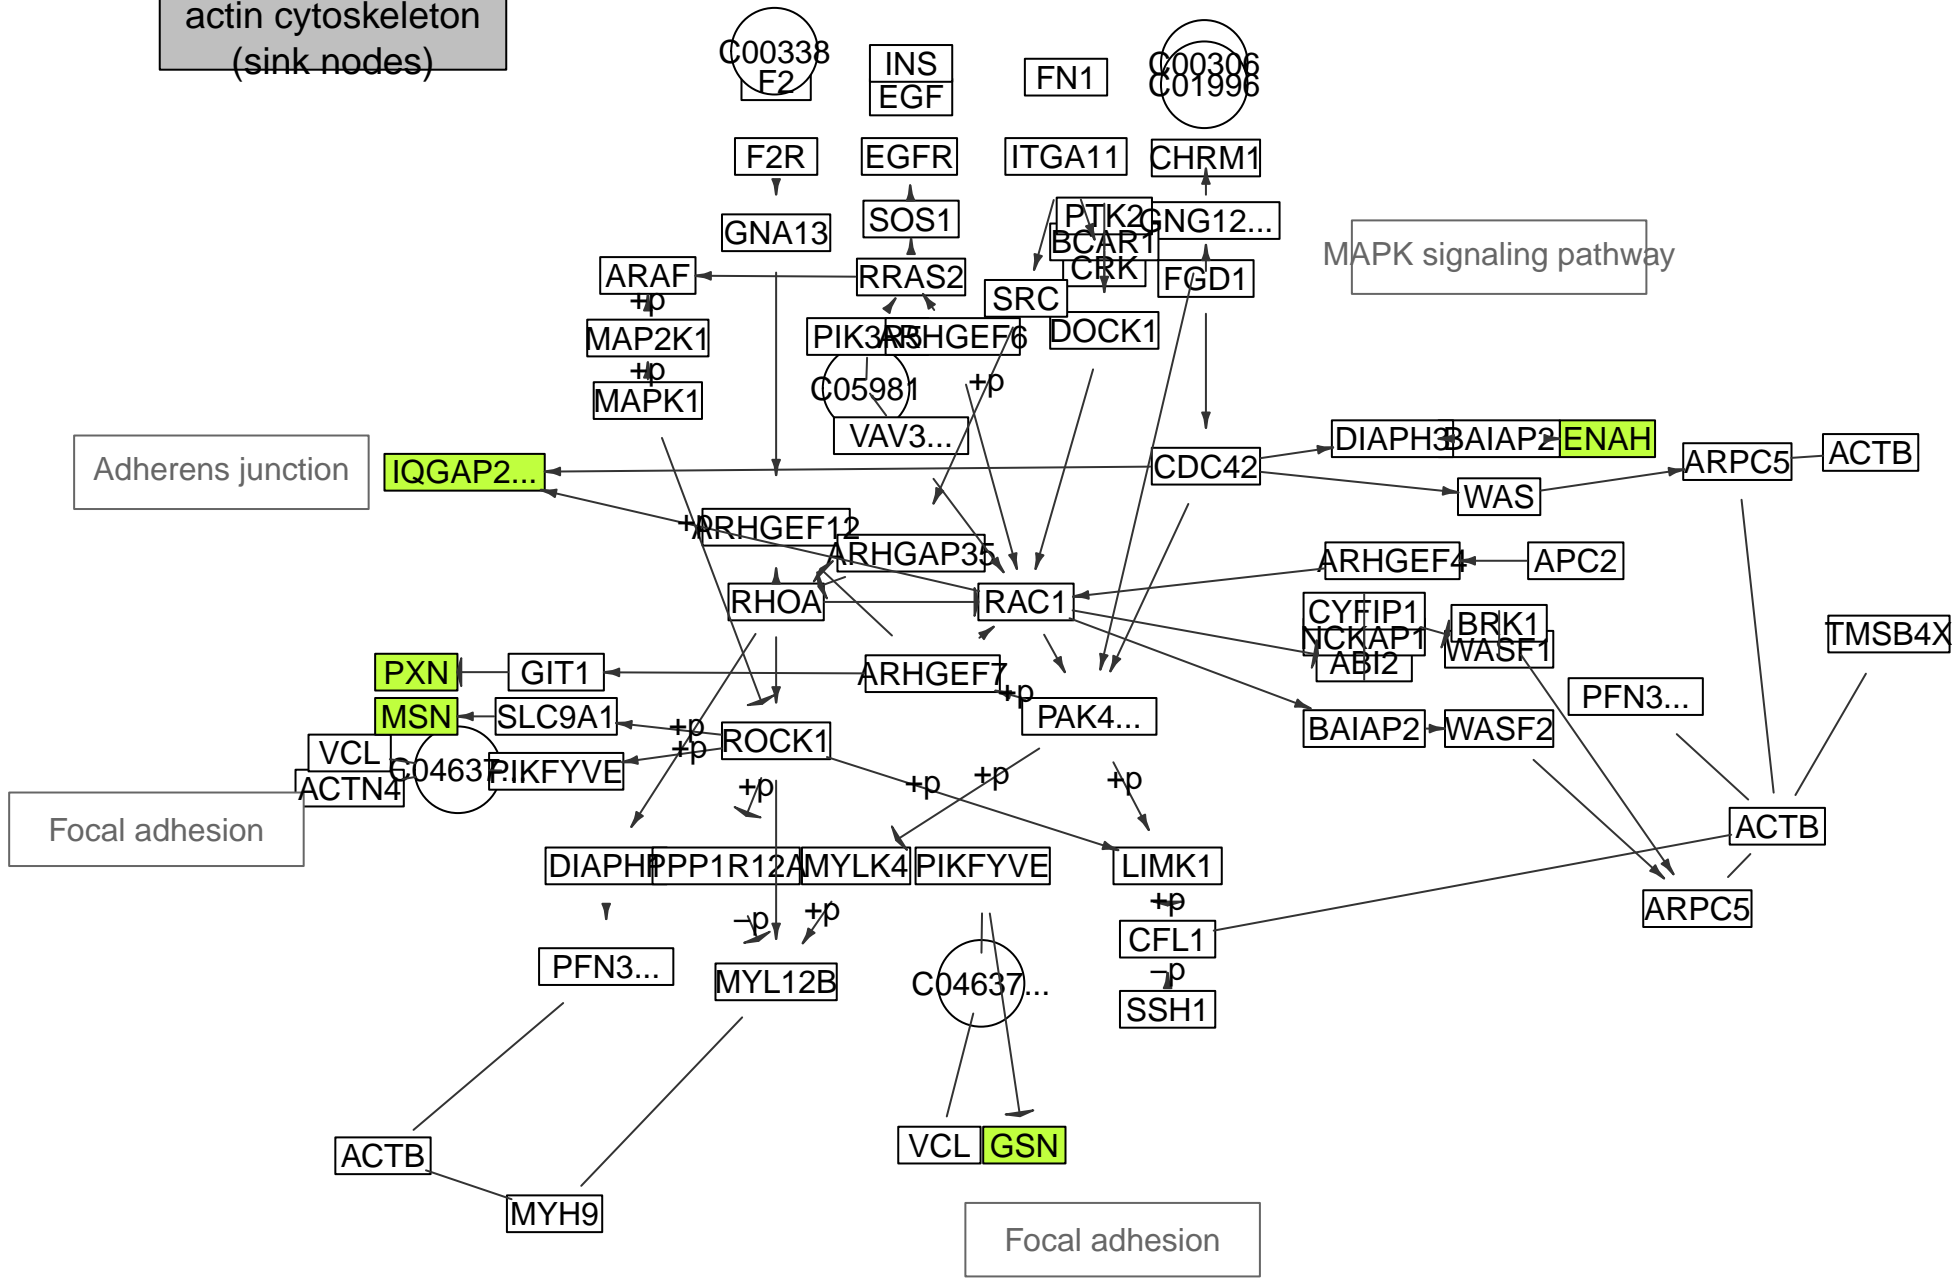 actin cytoskeleton
(sink nodes)
C00338
F2
INS
EGF
FN1
C00306
C01996
F2R
EGFR
ITGA11
CHRM1
GNA13
SOS1
PTK2
GNG12...
BCAR1
CRK
MAPK signaling pathway
ARAF
RRAS2
SRC
FGD1
+p
MAP2K1
PIK3R5
ARHGEF6
DOCK1
+p
C05981
+p
MAPK1
VAV3...
DIAPH3
BAIAP2
ENAH
ACTB
Adherens junction
IQGAP2...
CDC42
ARPC5
WAS
+p
ARHGEF12
ARHGAP35
ARHGEF4
APC2
RHOA
RAC1
CYFIP1
NCKAP1
ABI2
BRK1
WASF1
TMSB4X
PXN
GIT1
ARHGEF7
+p
PFN3...
MSN
SLC9A1
+p
PAK4...
ROCK1
BAIAP2
WASF2
VCL
+p
C04637...
PIKFYVE
ACTN4
+p
+p
+p
+p
Focal adhesion
ACTB
DIAPH
PPP1R12A
MYLK4
PIKFYVE
LIMK1
−p
+p
+p
ARPC5
CFL1
PFN3...
MYL12B
C04637...
−p
SSH1
ACTB
VCL
GSN
MYH9
Focal adhesion